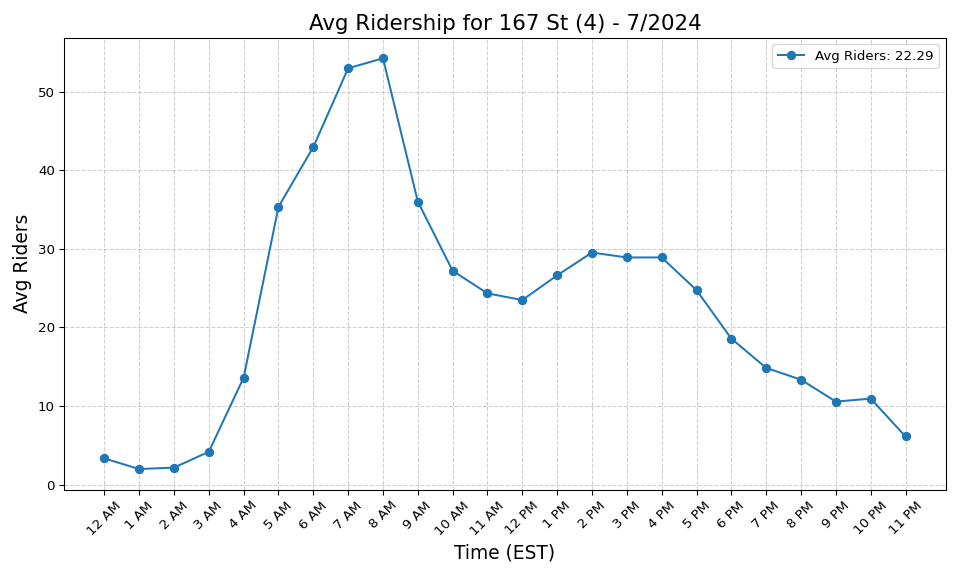 Avg Ridership for 167 St (4) - 7/2024
Avg Riders: 22.29
Avg Riders
50
40
30
20
10
0
12 AM
1 AM
2 AM
3 AM
4 AM
5 AM
6 AM
7 AM
8 AM
9 AM
10 AM
11 AM
12 PM
1 PM
2 PM
3 PM
4 PM
5 PM
6 PM
7 PM
8 PM
9 PM
10 PM
11 PM
Time (EST)